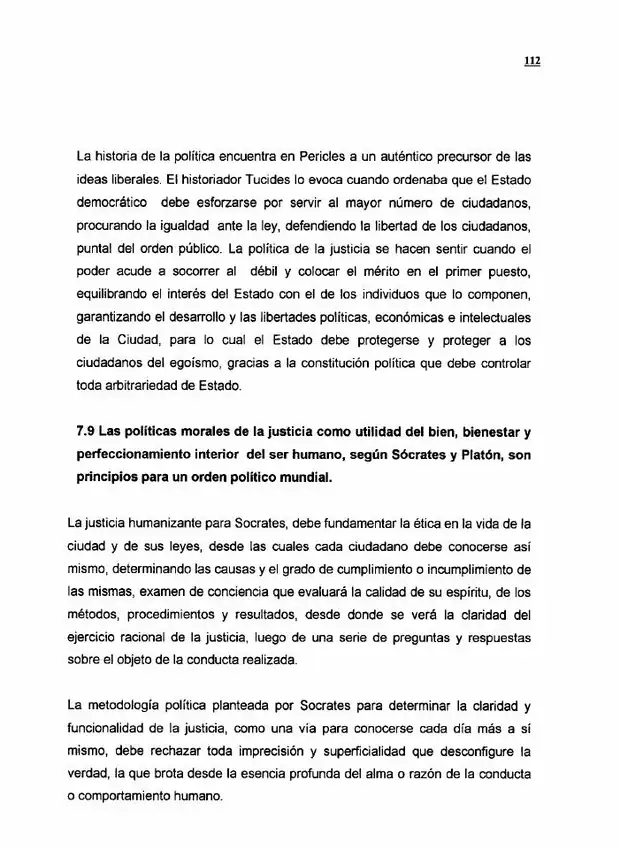 112
La historia de la política encuentra en Pericles a un auténtico precursor de las
ideas liberales. El historiador Tucides lo evoca cuando ordenaba que el Estado
democrático debe esforzarse por servir al mayor número de ciudadanos,
procurando la igualdad ante la ley, defendiendo la libertad de los ciudadanos,
puntal del orden público. La política de la justicia se hacen sentir cuando el
poder acude a socorrer al débil y colocar el mérito en el primer puesto,
equilibrando el interés del Estado con el de los individuos que lo componen,
garantizando el desarrollo y las libertades políticas, económicas e intelectuales
de la Ciudad, para lo cual el Estado debe protegerse y proteger a los
ciudadanos del egoísmo, gracias a la constitución política que debe controlar
toda arbitrariedad de Estado.
7.9 Las políticas morales de la justicia como utilidad del bien, bienestar y
perfeccionamiento interior del ser humano, según Sócrates y Platón, son
principios para un orden político mundial.
La justicia humanizante para Socrates, debe fundamentar la ética en la vida de la
ciudad y de sus leyes, desde las cuales cada ciudadano debe conocerse así
mismo, determinando las causas y el grado de cumplimiento o incumplimiento de
las mismas, examen de conciencia que evaluará la calidad de su espíritu, de los
métodos, procedimientos y resultados, desde donde se verá la claridad del
ejercicio racional de la justicia, luego de una serie de preguntas y respuestas
sobre el objeto de la conducta realizada.
La metodología política planteada por Socrates para determinar la claridad y
funcionalidad de la justicia, como una vía para conocerse cada día más a sí
mismo, debe rechazar toda imprecisión y superficialidad que desconfigure la
verdad, la que brota desde la esencia profunda del alma o razón de la conducta
o comportamiento humano.